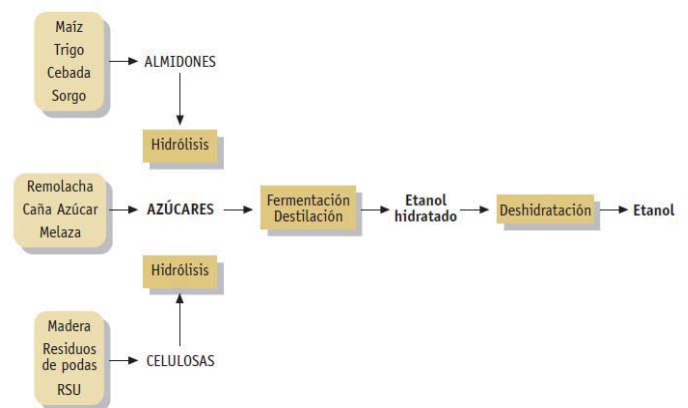 Maíz
Trigo
Cebada
Sorgo
ALMIDONES
Hidrólisis
Remolacha
Caña Azúcar
Melaza
AZÚCARES
Fermentación
Destilación
Etanol
hidratado
Deshidratación
Etanol
Hidrólisis
Madera
Residuos
de podas
RSU
CELULOSAS